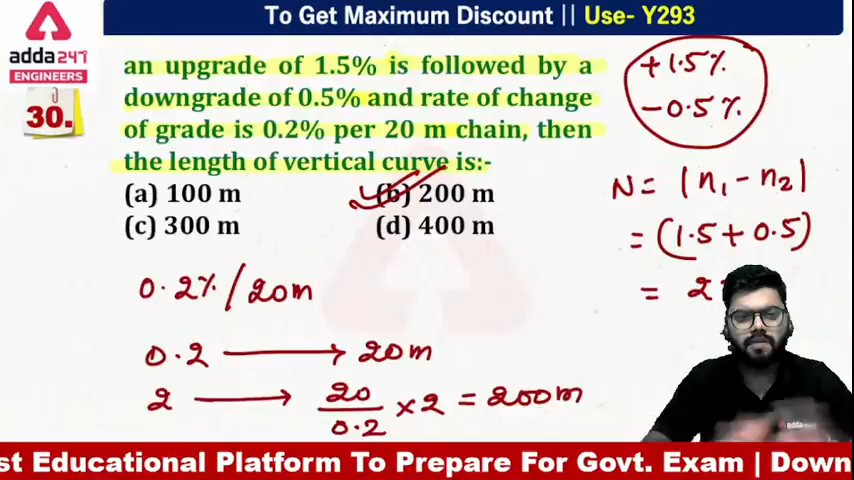 To Get Maximum Discount || Use- Y293
adda247
ENGINEERS
30.
an upgrade of 1.5% is followed by a
downgrade of 0.5% and rate of change
of grade is 0.2% per 20 m chain, then
the length of vertical curve is:-
(a) 100 m
(b) 200 m
(c) 300 m
(d) 400 m
+1.5%
-0.5%
N = |n1 - n2|
= (1.5 + 0.5)
= 2
0.2% / 20m
0.2 → 20m
2 → 20/0.2 × 2 = 200m
st Educational Platform To Prepare For Govt. Exam | Down